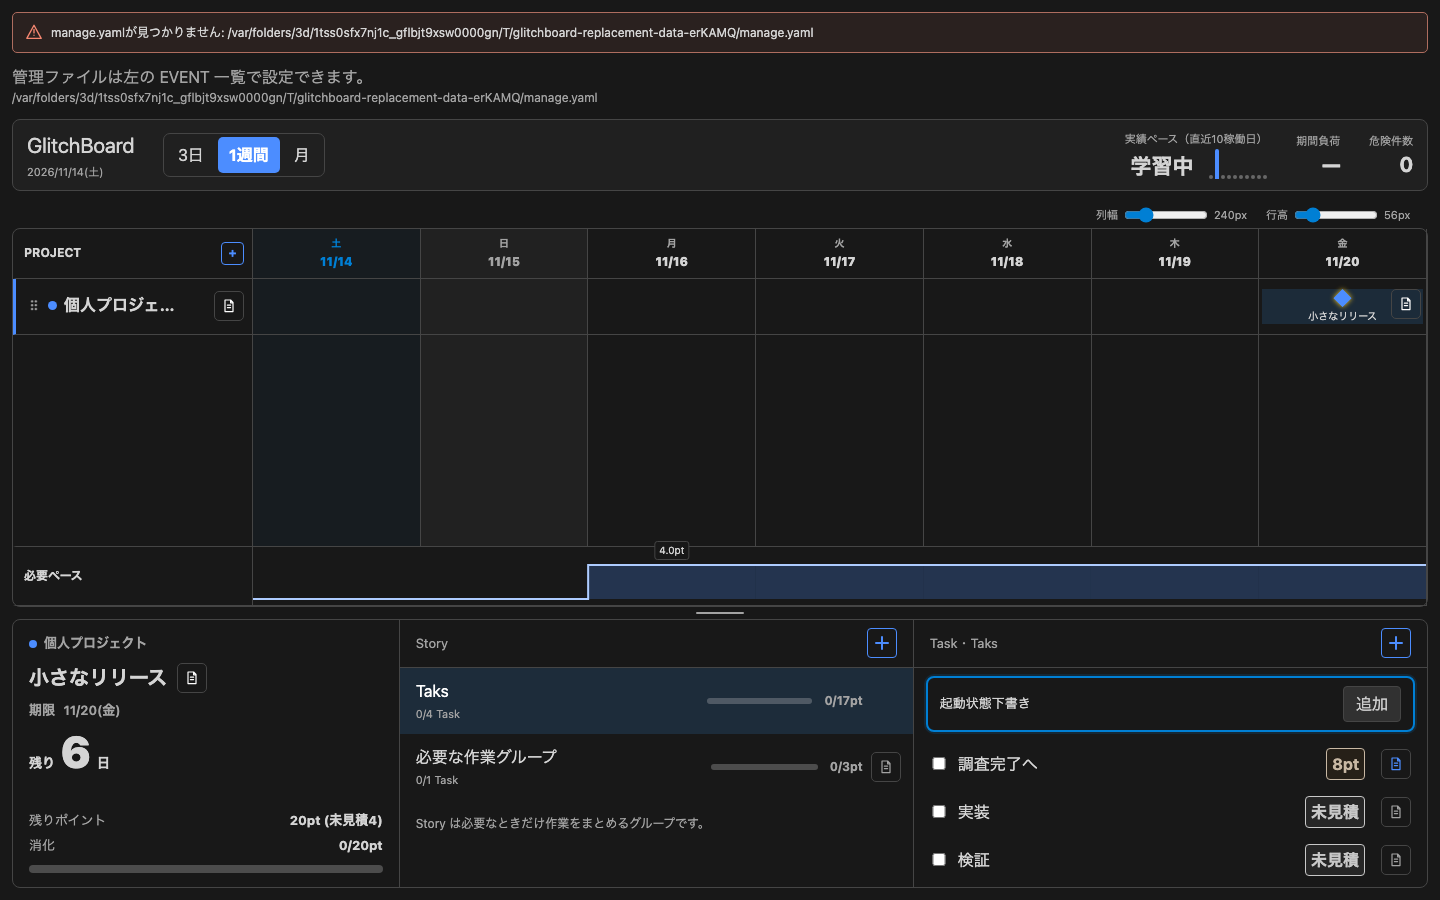 manage.yamlが見つかりません: /var/folders/3d/1tss0sfx7nj1c_gflbjt9xsw0000gn/T/glitchboard-replacement-data-erKAMQ/manage.yaml
管理ファイルは左の EVENT 一覧で設定できます。
/var/folders/3d/1tss0sfx7nj1c_gflbjt9xsw0000gn/T/glitchboard-replacement-data-erKAMQ/manage.yaml
GlitchBoard
2026/11/14(土)
3日 1週間 月
実績ペース（直近10稼働日） 期間負荷 危険件数
学習中 — 0
列幅 240px 行高 56px
PROJECT +
土 日 月 火 水 木 金
11/14 11/15 11/16 11/17 11/18 11/19 11/20
個人プロジェ...
小さなリリース
4.0pt
必要ペース
個人プロジェクト
小さなリリース
期限 11/20(金)
残り 6 日
残りポイント 20pt (未見積4)
消化 0/20pt
Story +
Taks
0/4 Task
0/17pt
必要な作業グループ
0/1 Task
0/3pt
Story は必要なときだけ作業をまとめるグループです。
Task · Taks +
起動状態下書き 追加
調査完了へ 8pt
実装 未見積
検証 未見積